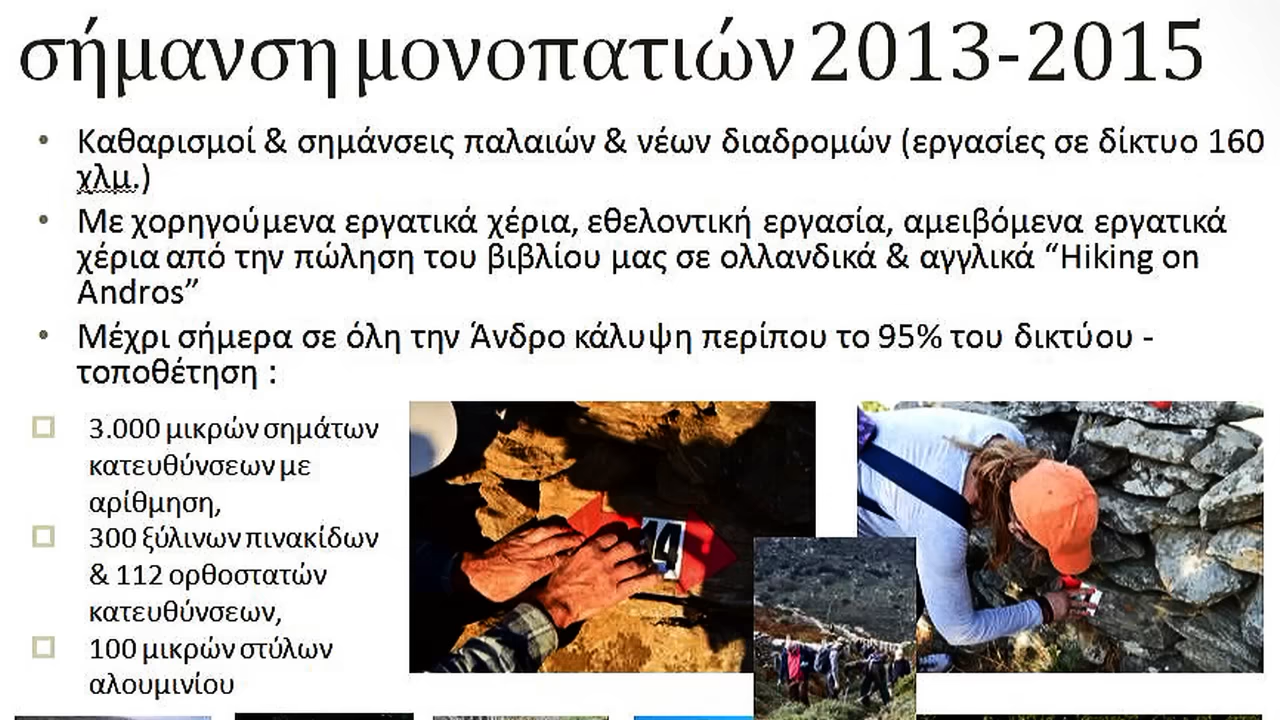 σήμανση μονοπατιών 2013-2015
• Καθαρισμοί & σημάνσεις παλαιών & νέων διαδρομών (εργασίες σε δίκτυο 160
χλμ.)
• Με χορηγούμενα εργατικά χέρια, εθελοντική εργασία, αμειβόμενα εργατικά
χέρια από την πώληση του βιβλίου μας σε ολλανδικά & αγγλικά “Hiking on
Andros”
• Μέχρι σήμερα σε όλη την Άνδρο κάλυψη περίπου το 95% του δικτύου -
τοποθέτηση :
3.000 μικρών σημάτων
κατευθύνσεων με
αρίθμηση,
300 ξύλινων πινακίδων
& 112 ορθοστατών
κατευθύνσεων,
100 μικρών στύλων
αλουμινίου
14